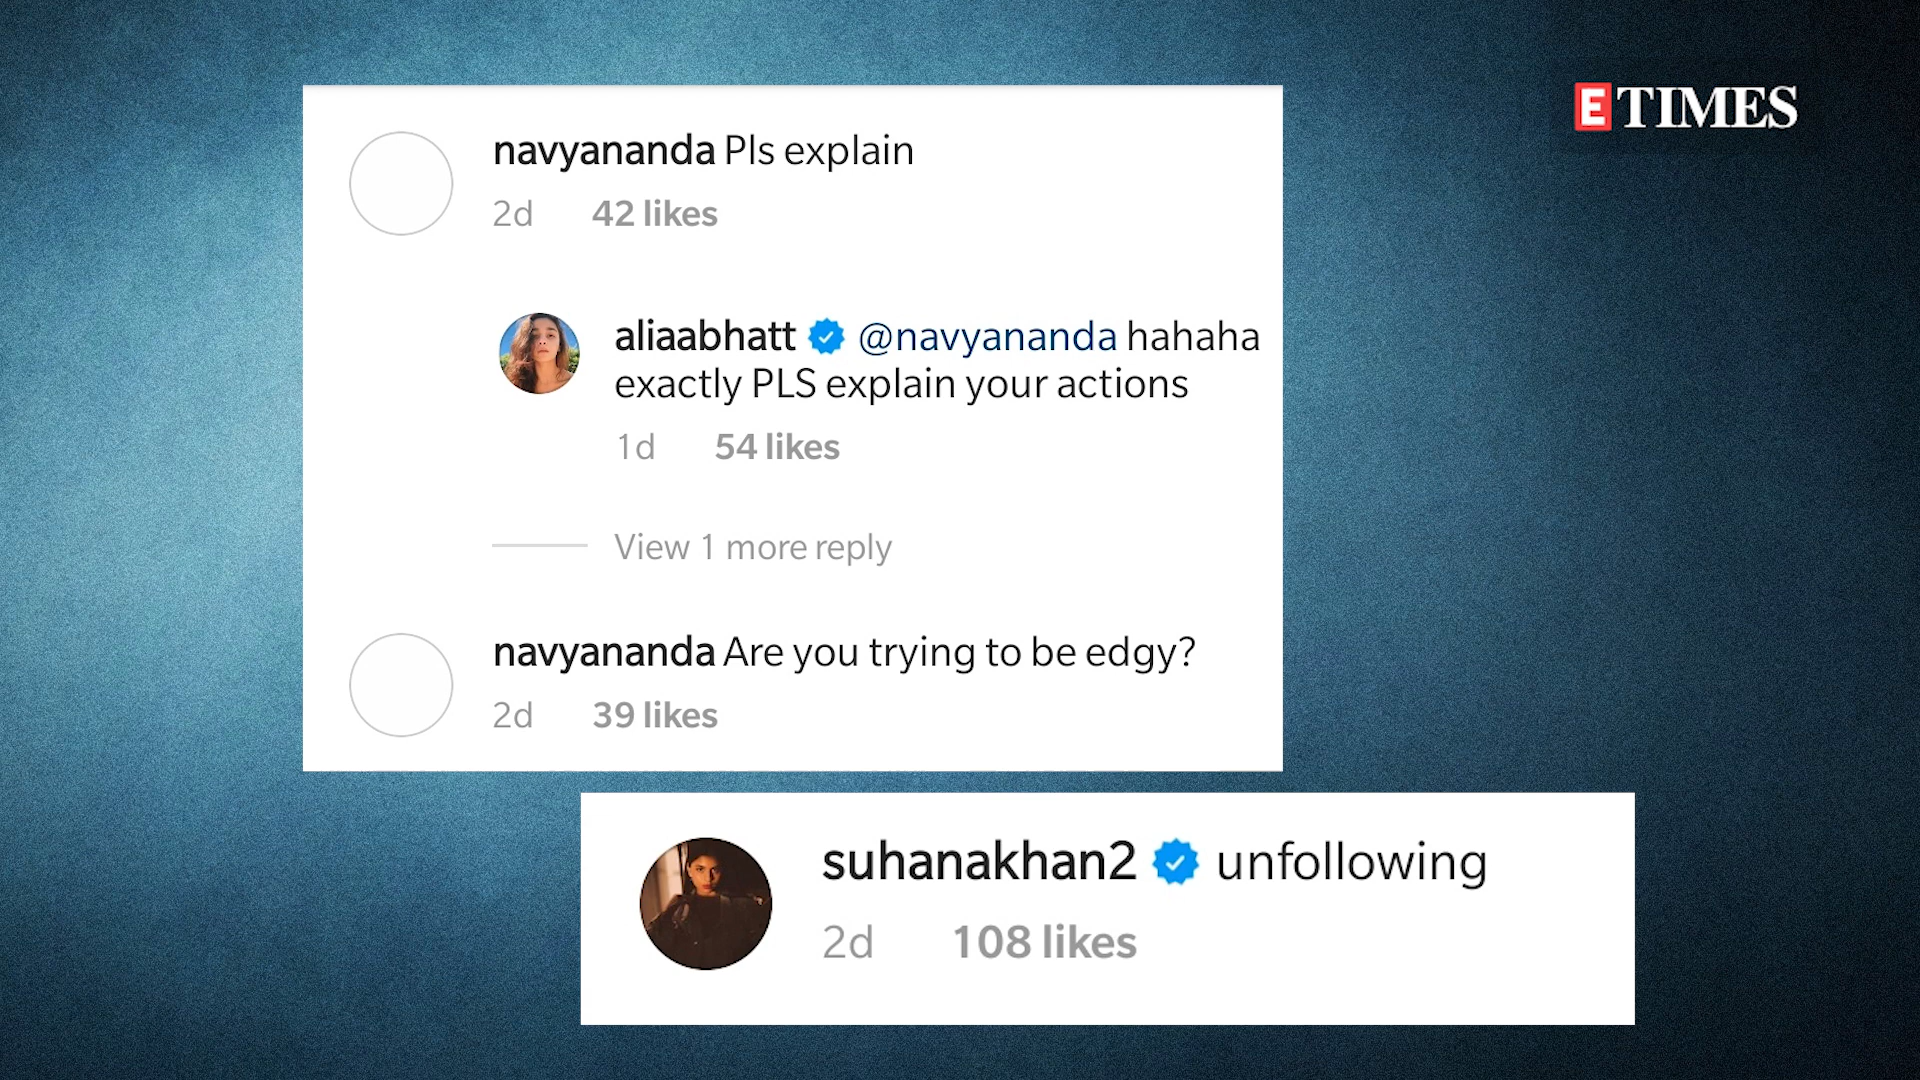 ETIMES
navyananda Pls explain
2d 42 likes
aliaabhatt @navyananda hahaha
exactly PLS explain your actions
1d 54 likes
View 1 more reply
navyananda Are you trying to be edgy?
2d 39 likes
suhanakhan2 unfollowing
2d 108 likes